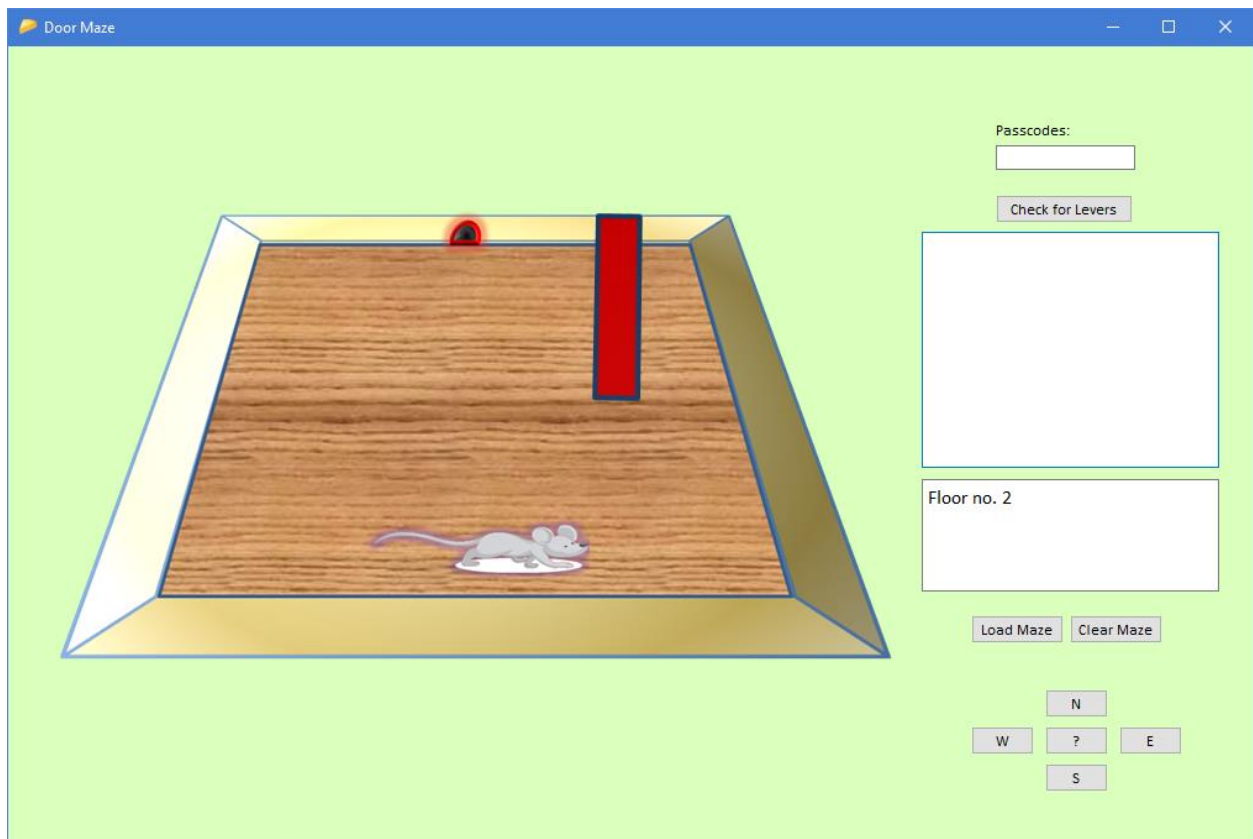 Door Maze
Passcodes:
Check for Levers
Floor no. 2
Load Maze Clear Maze
N
W ? E
S